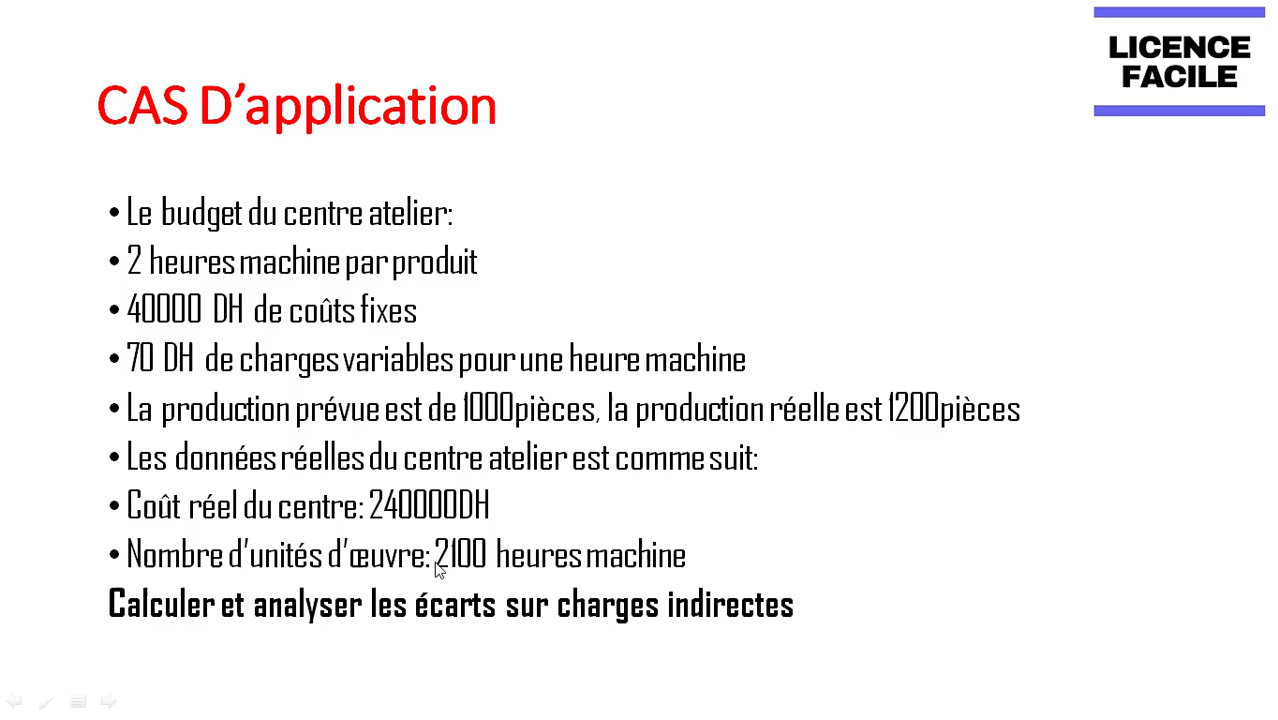 LICENCE
FACILE
CAS D'application
• Le budget du centre atelier:
• 2 heures machine par produit
• 40000 DH de coûts fixes
• 70 DH de charges variables pour une heure machine
• La production prévue est de 1000pièces, la production réelle est 1200pièces
• Les données réelles du centre atelier est comme suit:
• Coût réel du centre: 240000DH
• Nombre d'unités d'œuvre: 2100 heures machine
Calculer et analyser les écarts sur charges indirectes